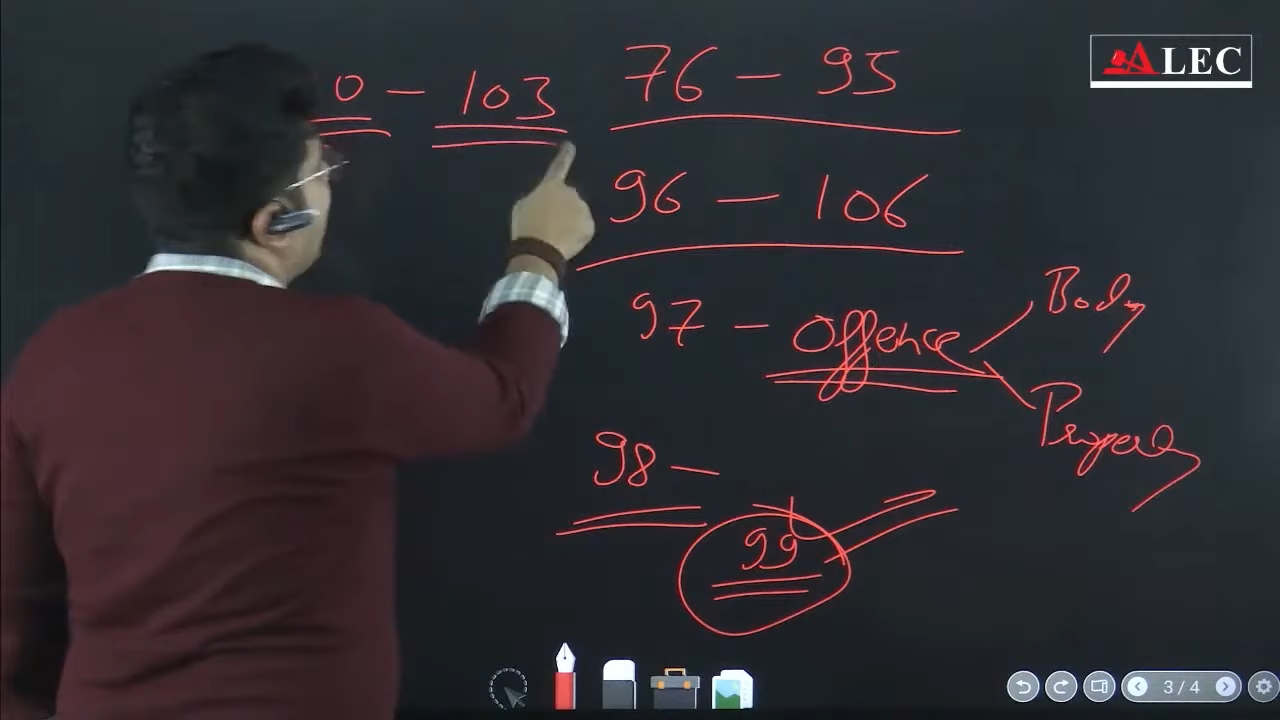 0 - 103
76 - 95
ALEC
96 - 106
97 - Offence
Body
Property
98 -
99
3 / 4